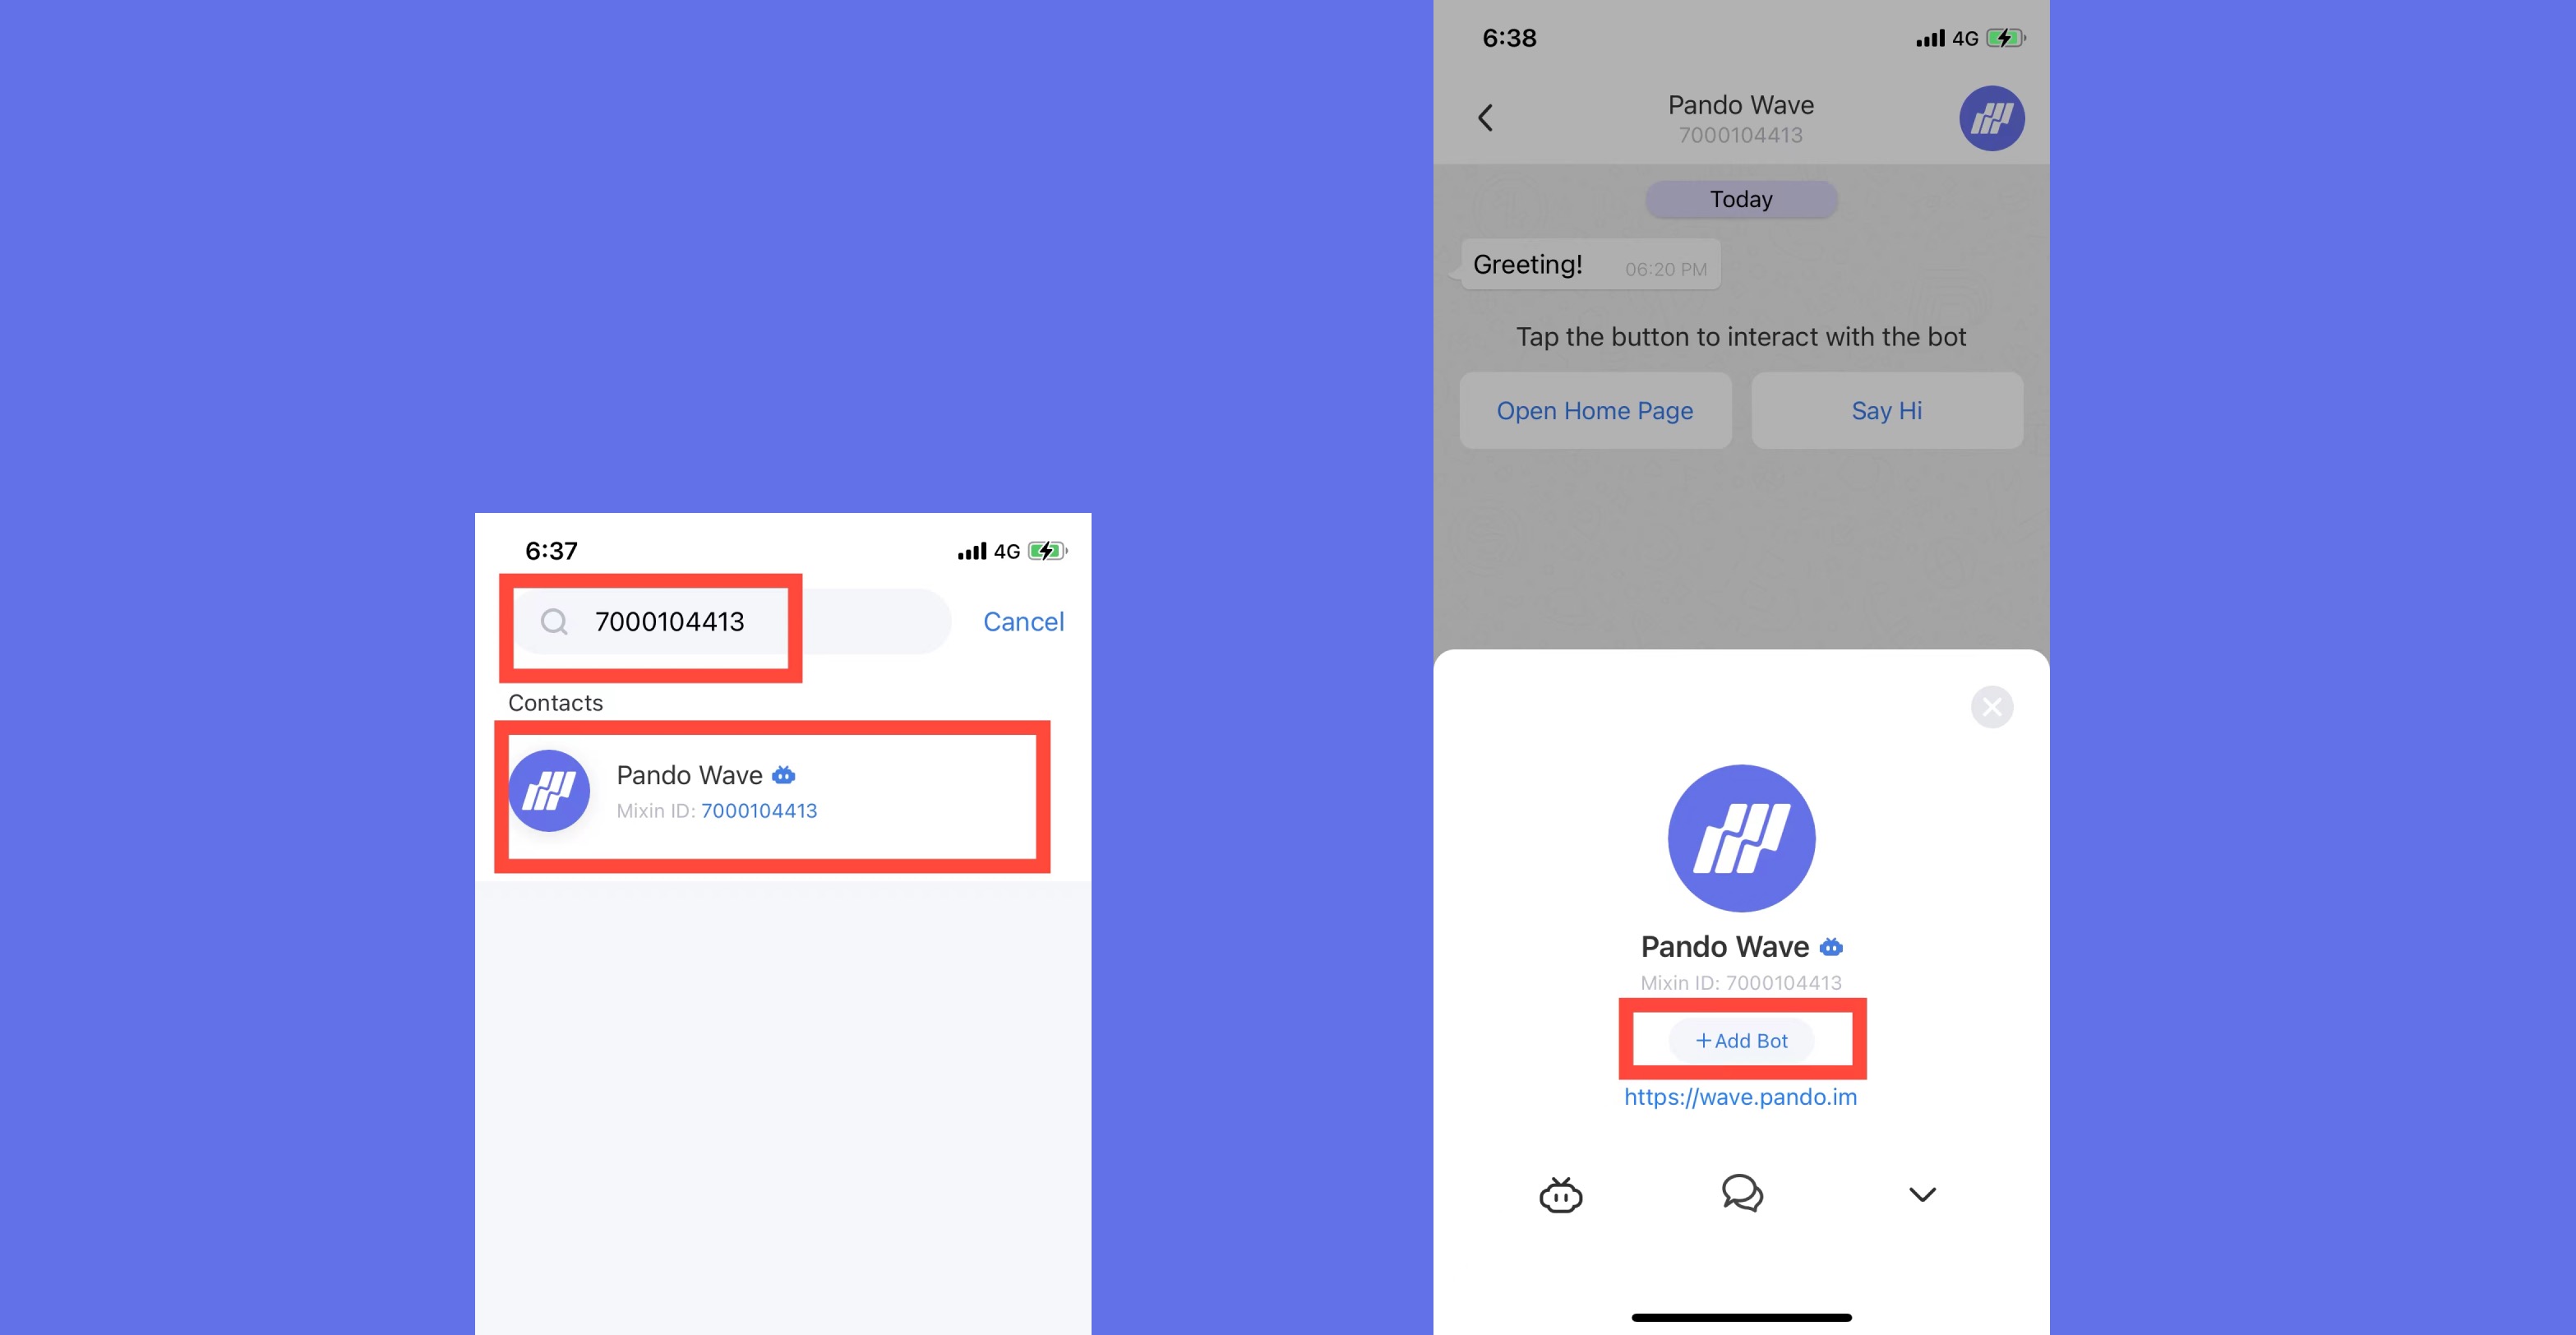 6:37
4G
7000104413
Cancel
Contacts
Pando Wave
Mixin ID: 7000104413
6:38
4G
Pando Wave
7000104413
Today
Greeting! 06:20 PM
Tap the button to interact with the bot
Open Home Page
Say Hi
Pando Wave
Mixin ID: 7000104413
+Add Bot
https://wave.pando.im